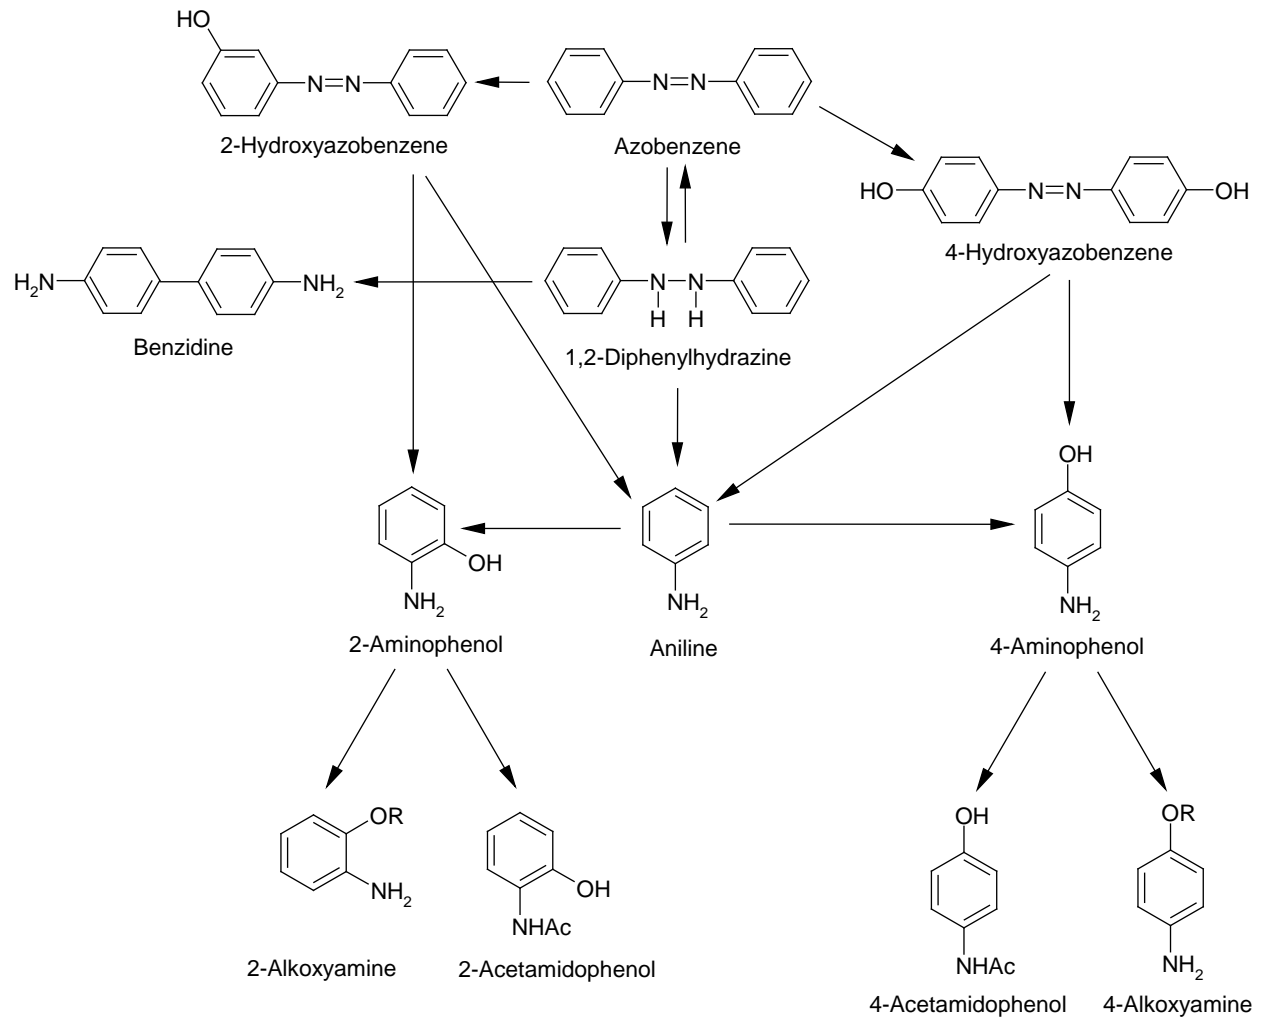 HO
N=N
N=N
2-Hydroxyazobenzene
Azobenzene
HO
N=N
OH
4-Hydroxyazobenzene
H2N
NH2
N N
H H
Benzidine
1,2-Diphenylhydrazine
OH
OH
NH2
NH2
NH2
2-Aminophenol
Aniline
4-Aminophenol
OR
NH2
OH
NHAc
OH
NHAc
OR
NH2
2-Alkoxyamine
2-Acetamidophenol
4-Acetamidophenol
4-Alkoxyamine